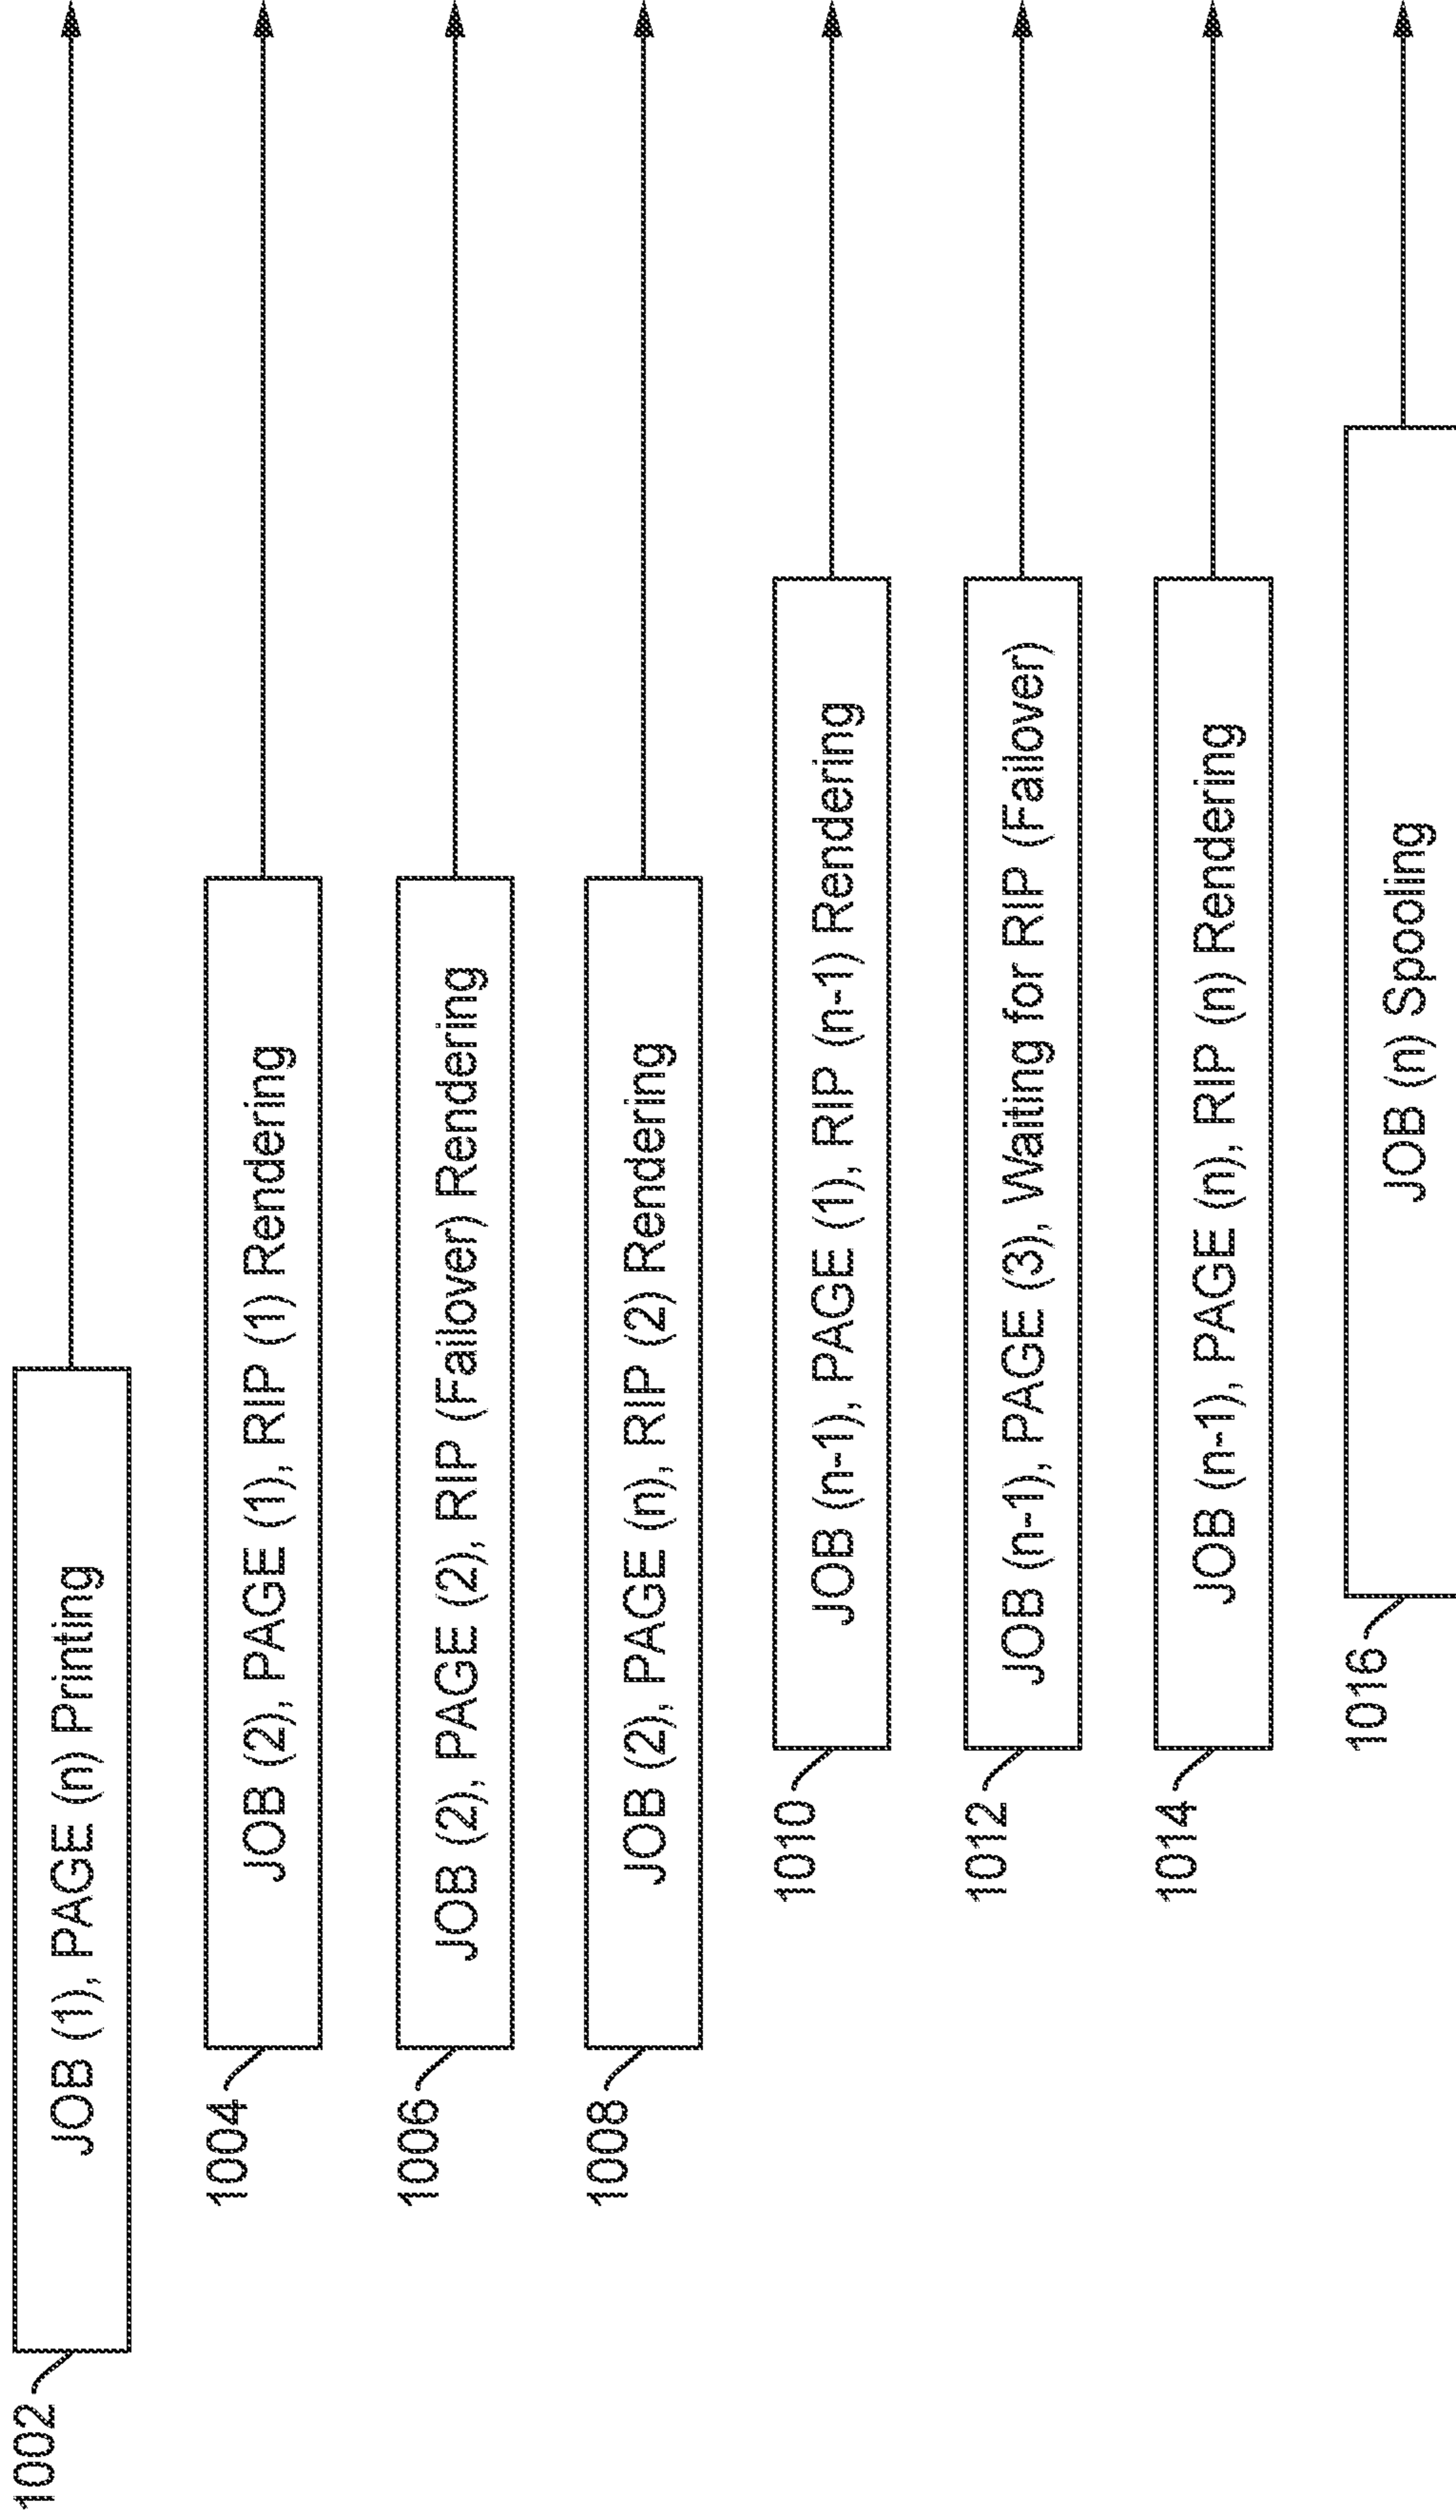 1002
JOB (1), PAGE (n) Printing
1004
JOB (2), PAGE (1), RIP (1) Rendering
1006
JOB (2), PAGE (2), RIP (Failover) Rendering
1008
JOB (2), PAGE (n), RIP (2) Rendering
1010
JOB (n-1), PAGE (1), RIP (n-1) Rendering
1012
JOB (n-1), PAGE (3), Waiting for RIP (Failover)
1014
JOB (n-1), PAGE (n), RIP (n) Rendering
1016
JOB (n) Spooling